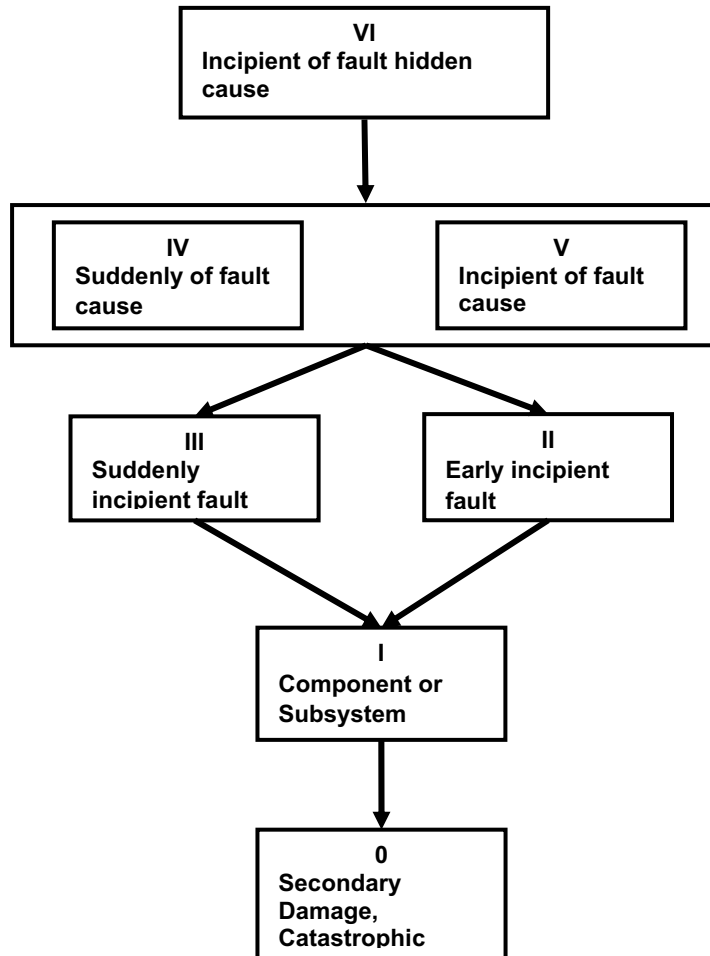 VI
Incipient of fault hidden
cause
IV
Suddenly of fault
cause
V
Incipient of fault
cause
III
Suddenly
incipient fault
II
Early incipient
fault
I
Component or
Subsystem
0
Secondary
Damage,
Catastrophic